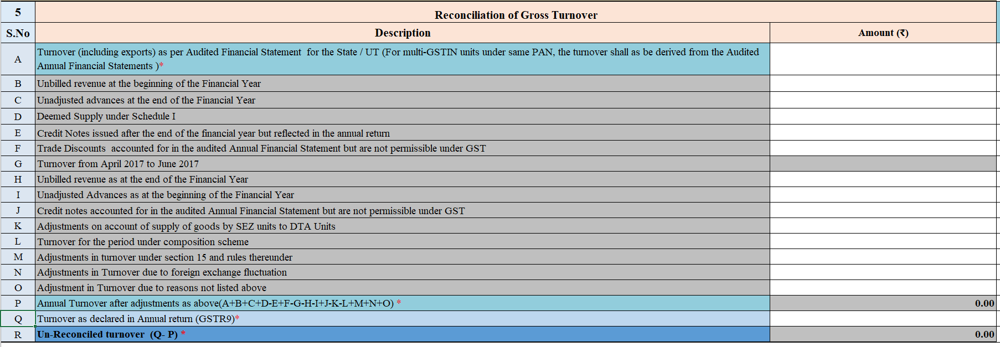 5 Reconciliation of Gross Turnover
S.No Description Amount (₹)
A Turnover (including exports) as per Audited Financial Statement for the State / UT (For multi-GSTIN units under same PAN, the turnover shall as be derived from the Audited
Annual Financial Statements )*
B Unbilled revenue at the beginning of the Financial Year
C Unadjusted advances at the end of the Financial Year
D Deemed Supply under Schedule I
E Credit Notes issued after the end of the financial year but reflected in the annual return
F Trade Discounts accounted for in the audited Annual Financial Statement but are not permissible under GST
G Turnover from April 2017 to June 2017
H Unbilled revenue as at the end of the Financial Year
I Unadjusted Advances as at the beginning of the Financial Year
J Credit notes accounted for in the audited Annual Financial Statement but are not permissible under GST
K Adjustments on account of supply of goods by SEZ units to DTA Units
L Turnover for the period under composition scheme
M Adjustments in turnover under section 15 and rules thereunder
N Adjustments in Turnover due to foreign exchange fluctuation
O Adjustment in Turnover due to reasons not listed above
P Annual Turnover after adjustments as above(A+B+C+D-E+F-G-H-I+J-K-L+M+N+O) * 0.00
Q Turnover as declared in Annual return (GSTR9)*
R Un-Reconciled turnover (Q- P) * 0.00